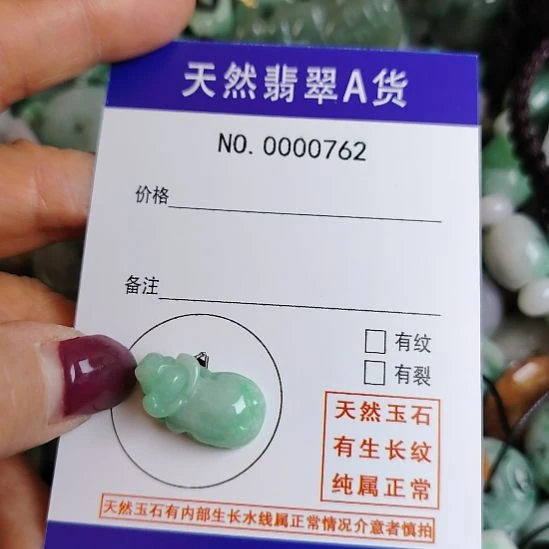 天然翡翠A货
NO. 0000762
价格
备注
有纹
有裂
天然玉石
有生长纹
纯属正常
天然玉石有内部生长水线属正常情况介意者慎拍